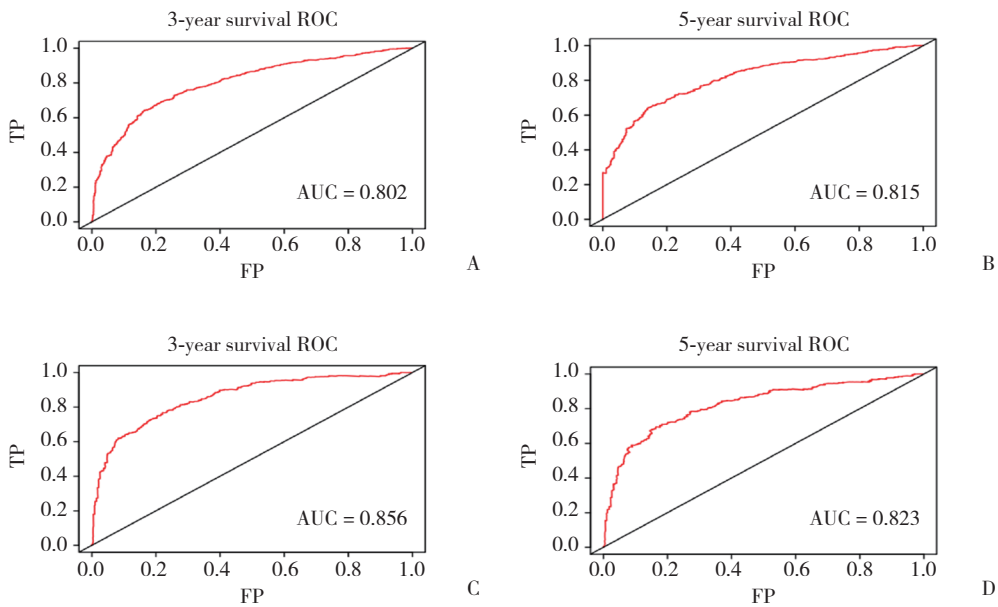 3-year survival ROC
1.0
0.8
0.6
0.4
0.2
0.0
TP
AUC = 0.802
0.0 0.2 0.4 0.6 0.8 1.0
FP
A
5-year survival ROC
1.0
0.8
0.6
0.4
0.2
0.0
TP
AUC = 0.815
0.0 0.2 0.4 0.6 0.8 1.0
FP
B
3-year survival ROC
1.0
0.8
0.6
0.4
0.2
0.0
TP
AUC = 0.856
0.0 0.2 0.4 0.6 0.8 1.0
FP
C
5-year survival ROC
1.0
0.8
0.6
0.4
0.2
0.0
TP
AUC = 0.823
0.0 0.2 0.4 0.6 0.8 1.0
FP
D